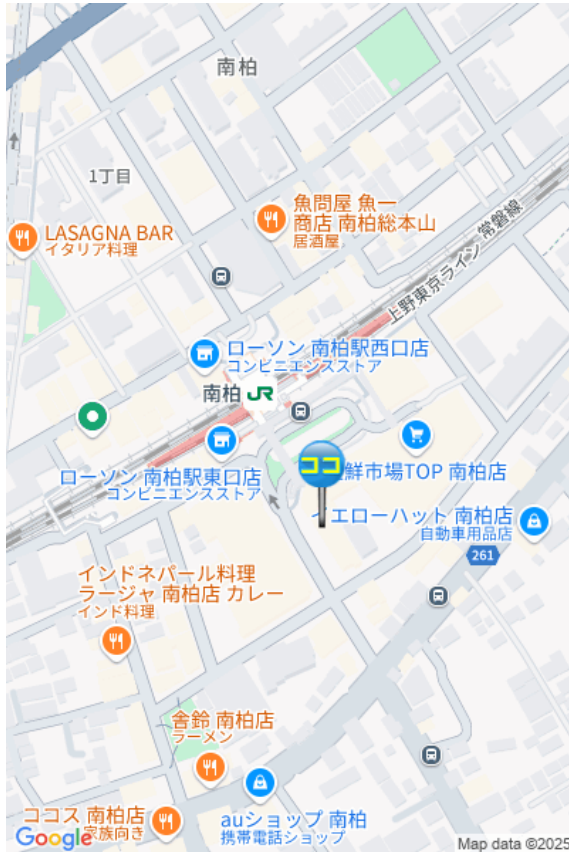 南柏
1丁目
魚問屋 魚一
商店 南柏総本山
居酒屋
LASAGNA BAR
イタリア料理
上野東京ライン 常磐線
ローソン 南柏駅西口店
コンビニエンスストア
南柏 JR
ココ
鮮市場TOP 南柏店
ローソン 南柏駅東口店
コンビニエンスストア
イエローハット 南柏店
自動車用品店
261
インドネパール料理
ラージャ 南柏店 カレー
インド料理
舎鈴 南柏店
ラーメン
auショップ 南柏
携帯電話ショップ
ココス 南柏店
家族向き
Google
Map data ©2025